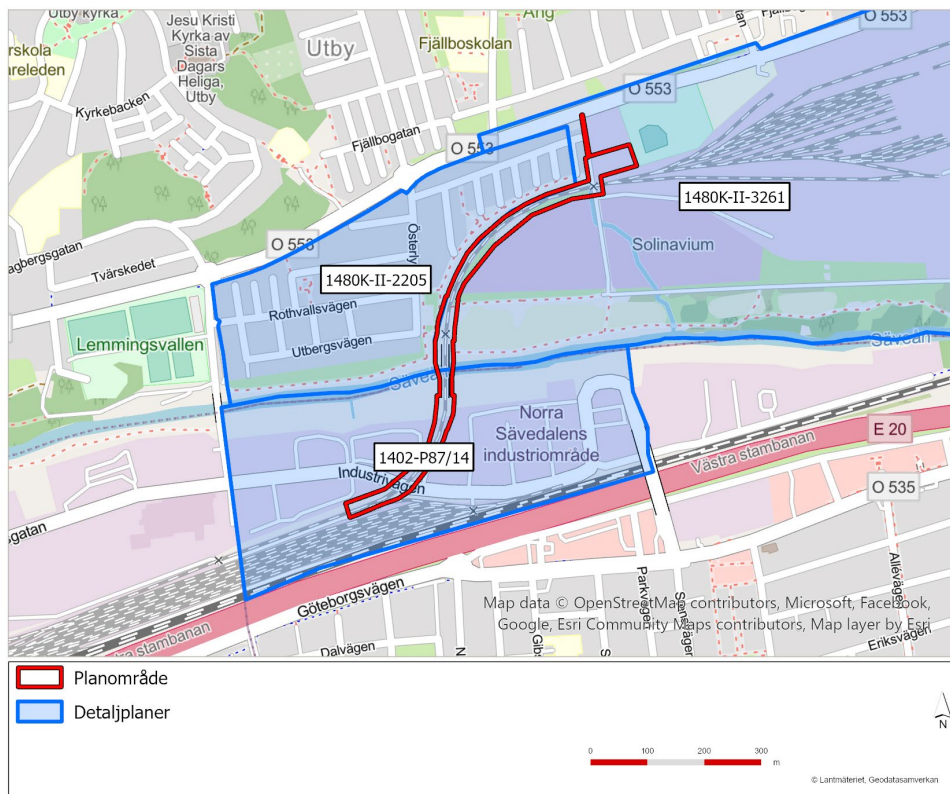 Utby kyrka
Jesu Kristi
Kyrka av
Sista
Dagars
Helga,
Utby
Utby
Äng
Fjällboskolan
O 553
O 553
Kyrkebacken
Fjällbogatan
O 553
1480K-II-3261
Solinavium
O 553
Tvärskedet
1480K-II-2205
Rothvallsvägen
Utbergsvägen
Lemmingsvallen
Säveån
Säveån
Norra
Sävedalens
industriområde
E 20
Västra stambanan
1402-P87/14
Industrivägen
O 535
Göteborgsvägen
Parkvägen
Dalvägen
Eriksvägen
Map data © OpenStreetMap contributors, Microsoft, Facebook,
Google, Esri Community Maps contributors, Map layer by Esri
Planområde
Detaljplaner
N
0 100 200 300
m
© Lantmäteriet, Geodatasamverkan